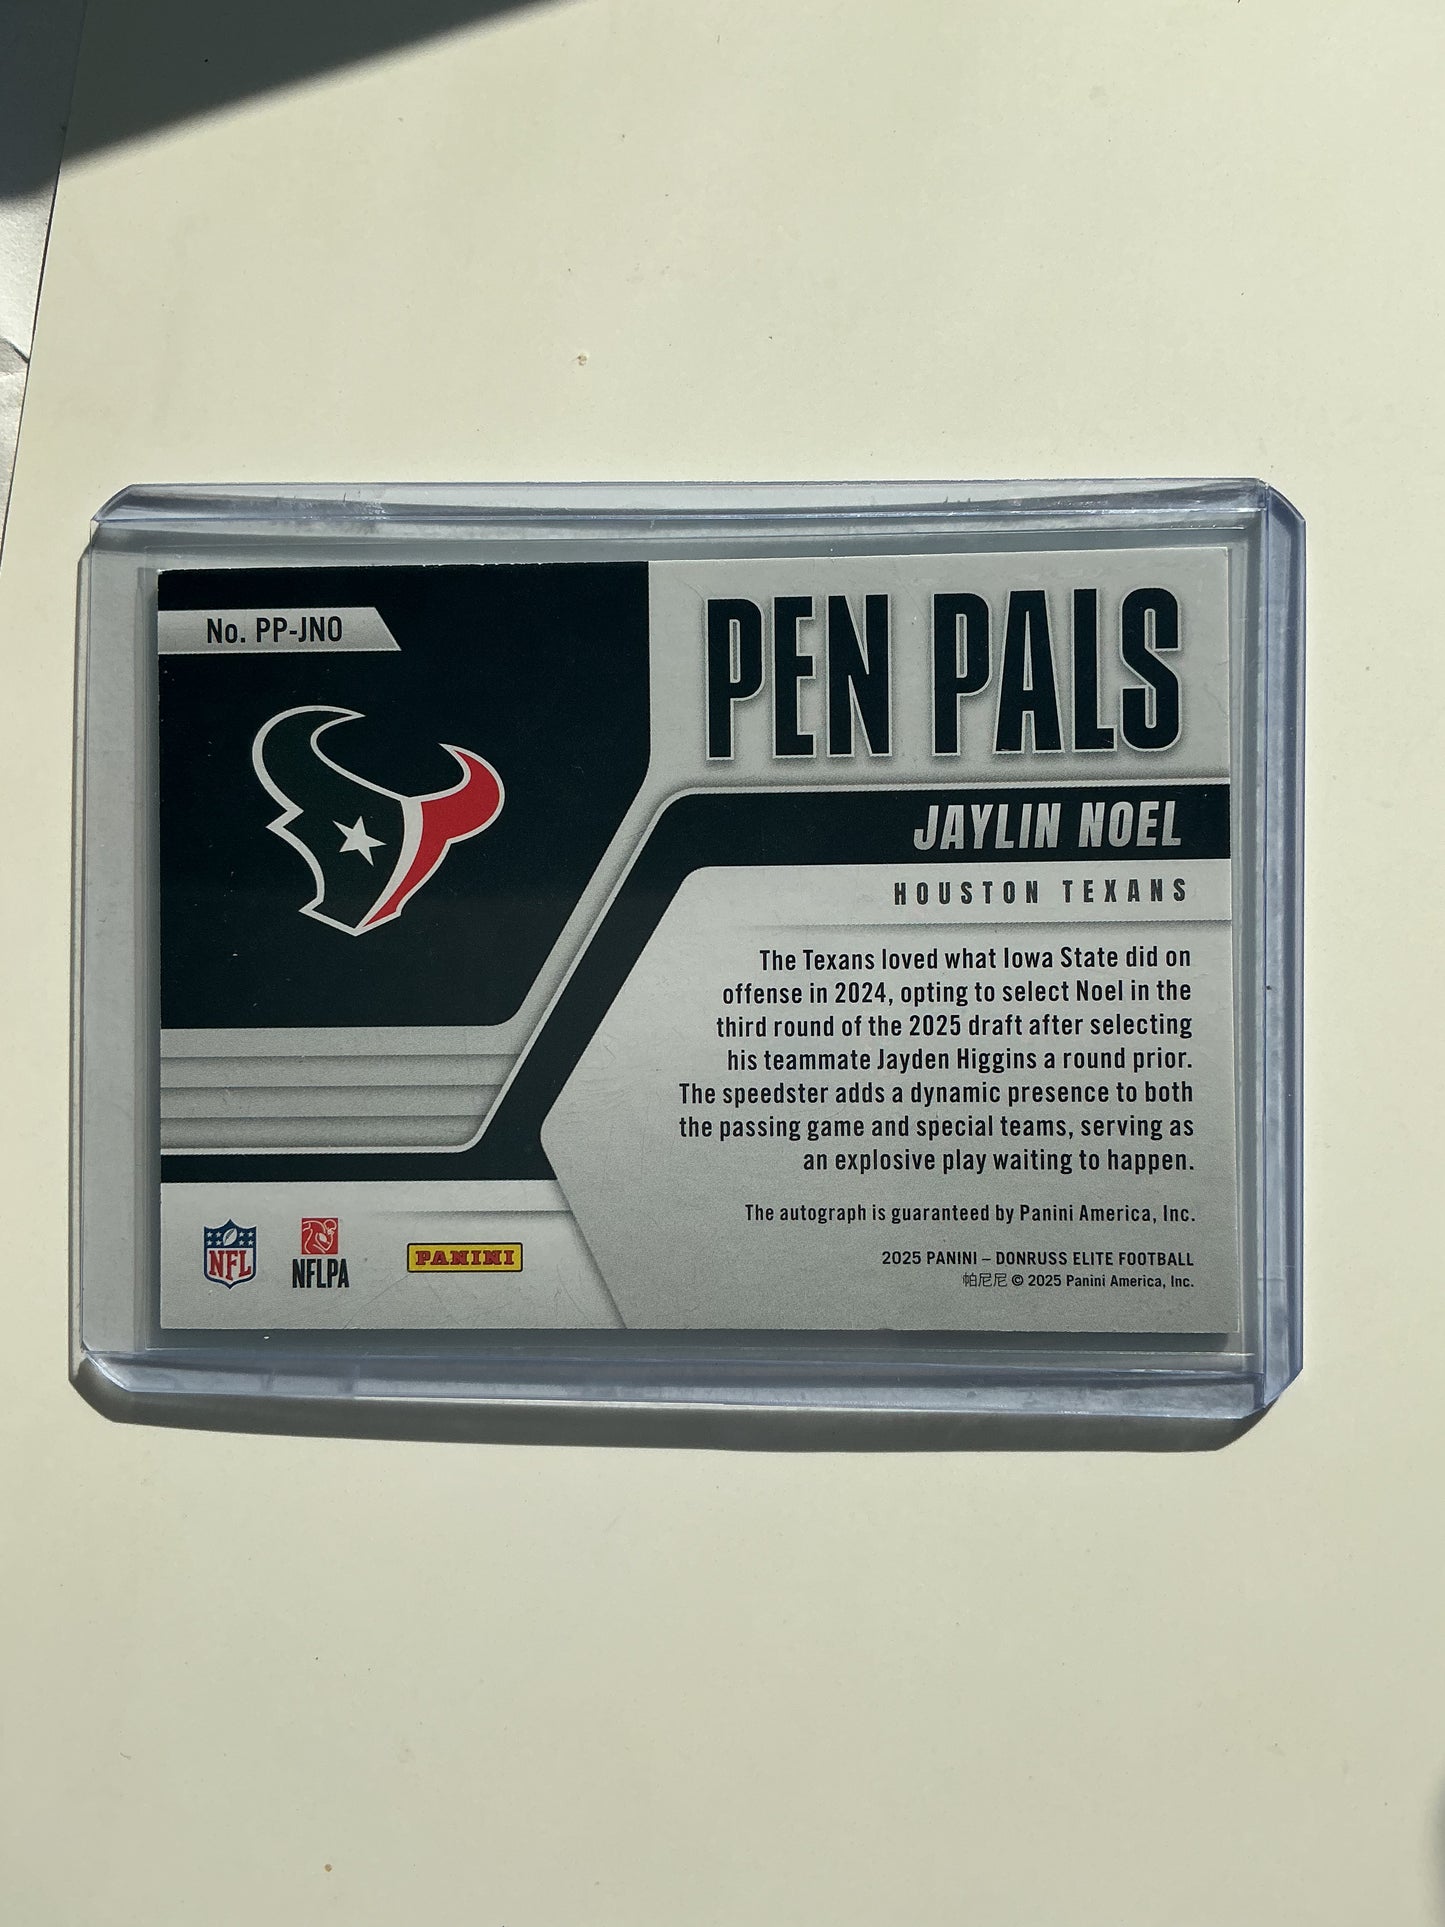 No. PP-JNO
PEN PALS
JAYLIN NOEL
HOUSTON TEXANS
The Texans loved what Iowa State did on
offense in 2024, opting to select Noel in the
third round of the 2025 draft after selecting
his teammate Jayden Higgins a round prior.
The speedster adds a dynamic presence to both
the passing game and special teams, serving as
an explosive play waiting to happen.
The autograph is guaranteed by Panini America, Inc.
2025 PANINI – DONRUSS ELITE FOOTBALL
帕尼尼 © 2025 Panini America, Inc.
NFL
NFLPA
PANINI